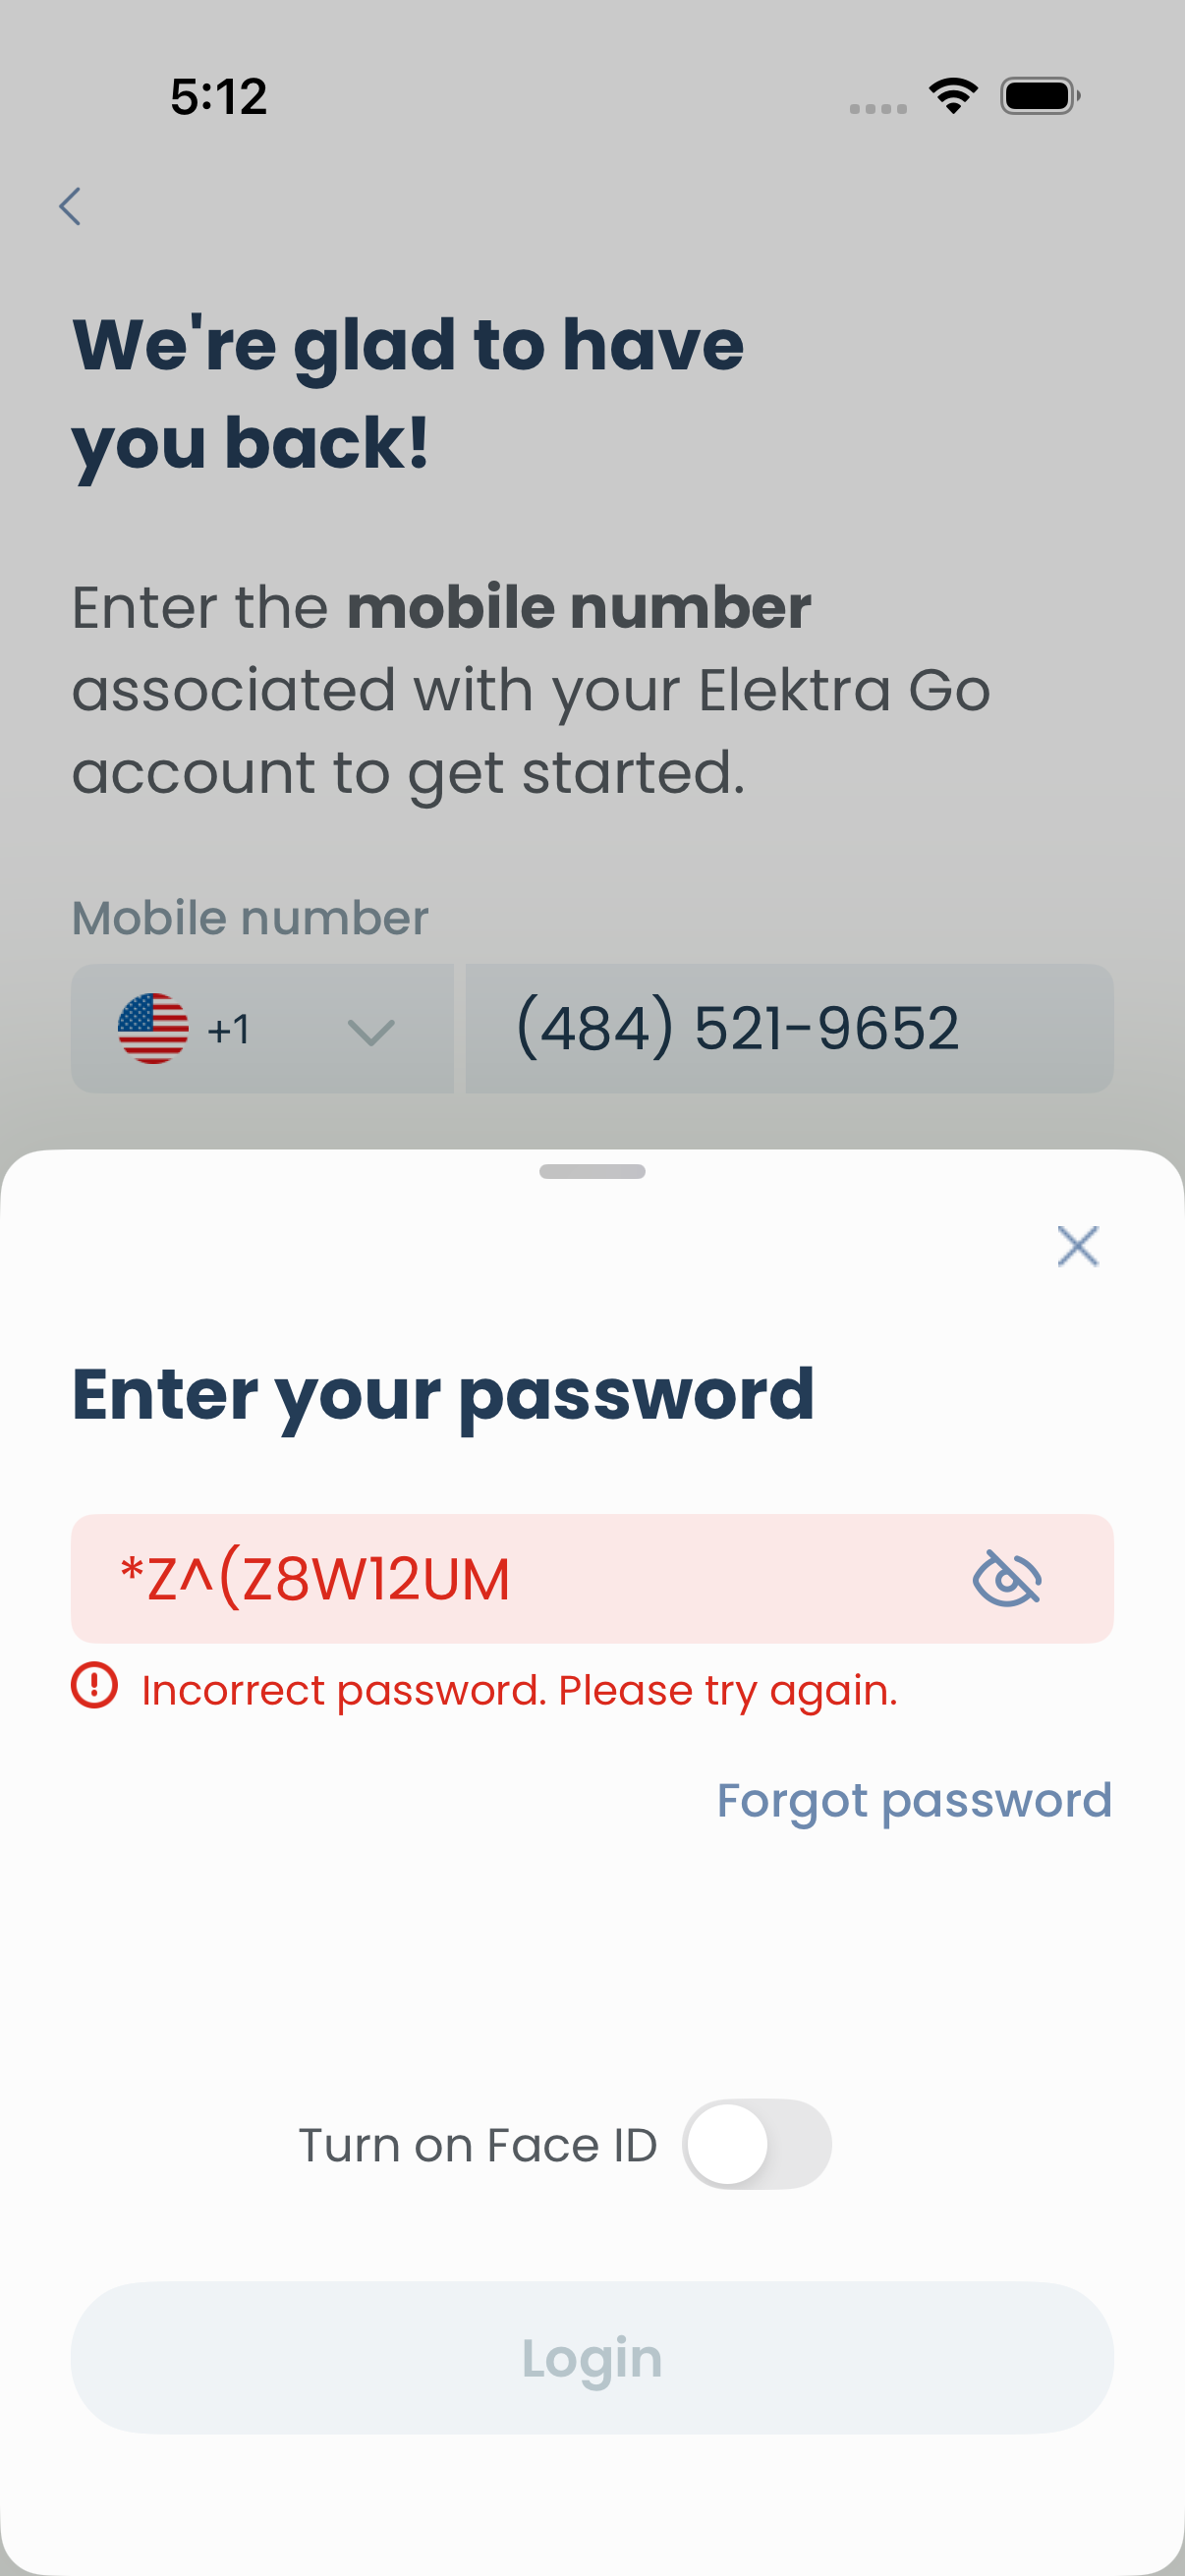 5:12
We're glad to have
you back!
Enter the mobile number
associated with your Elektra Go
account to get started.
Mobile number
+1
(484) 521-9652
Enter your password
*Z^(Z8W12UM
Incorrect password. Please try again.
Forgot password
Turn on Face ID
Login